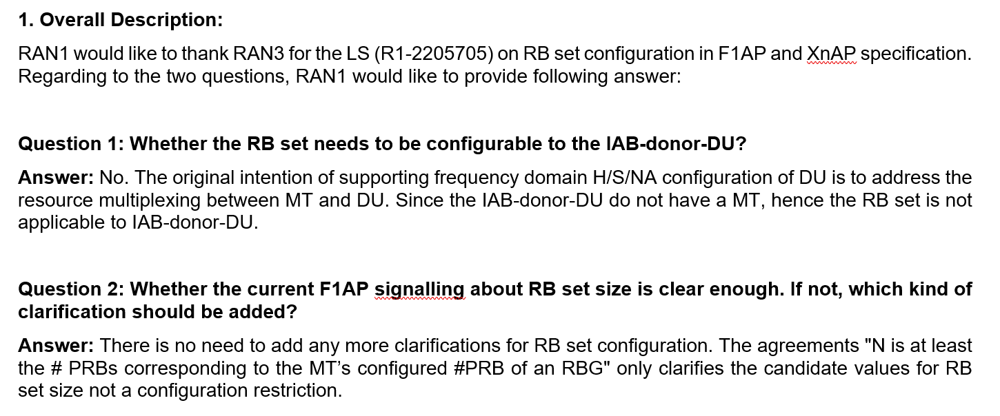 1. Overall Description:
RAN1 would like to thank RAN3 for the LS (R1-2205705) on RB set configuration in F1AP and XnAP specification.
Regarding to the two questions, RAN1 would like to provide following answer:
Question 1: Whether the RB set needs to be configurable to the IAB-donor-DU?
Answer: No. The original intention of supporting frequency domain H/S/NA configuration of DU is to address the
resource multiplexing between MT and DU. Since the IAB-donor-DU do not have a MT, hence the RB set is not
applicable to IAB-donor-DU.
Question 2: Whether the current F1AP signalling about RB set size is clear enough. If not, which kind of
clarification should be added?
Answer: There is no need to add any more clarifications for RB set configuration. The agreements "N is at least
the # PRBs corresponding to the MT’s configured #PRB of an RBG" only clarifies the candidate values for RB
set size not a configuration restriction.